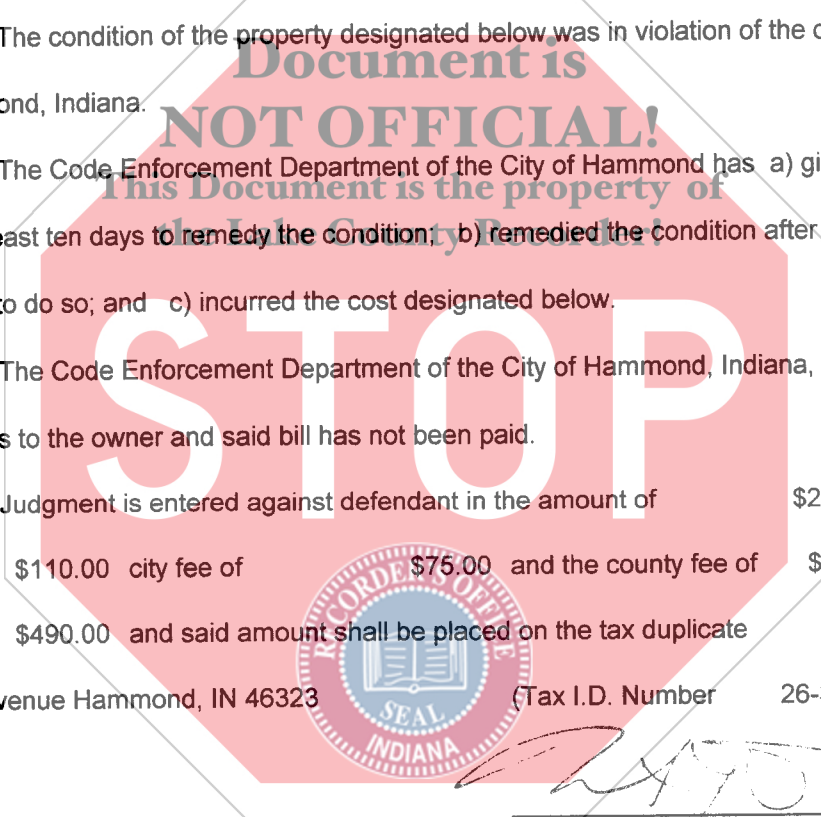 The condition of the property designated below was in violation of the c
Document is
ond, Indiana.
NOT OFFICIAL!
The Code Enforcement Department of the City of Hammond has a) gi
This Document is the property of
east ten days to remedy the condition; b) remedied the condition after
the Lake County Recorder!
to do so; and c) incurred the cost designated below.
STOP
The Code Enforcement Department of the City of Hammond, Indiana,
s to the owner and said bill has not been paid.
Judgment is entered against defendant in the amount of $2
$110.00 city fee of $75.00 and the county fee of $
$490.00 and said amount shall be placed on the tax duplicate
venue Hammond, IN 46323 (Tax I.D. Number 26-
RECORDER'S OFFICE
SEAL
INDIANA